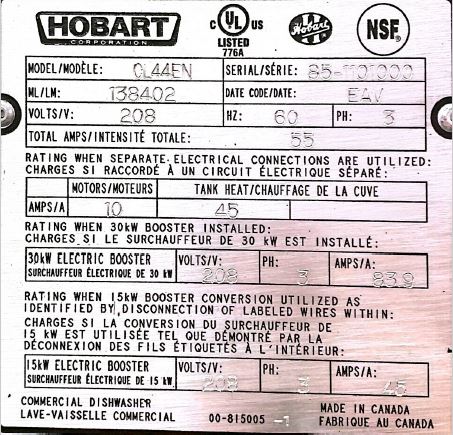 HOBART
CORPORATION
UL C US
LISTED
776A
Hobart
NSF
MODEL/MODÈLE: CL44EN SERIAL/SÉRIE: 85-1101000
ML/LM: 138402 DATE CODE/DATE: EAV
VOLTS/V: 208 HZ: 60 PH: 3
TOTAL AMPS/INTENSITÉ TOTALE: 55
RATING WHEN SEPARATE ELECTRICAL CONNECTIONS ARE UTILIZED:
CHARGES SI RACCORDÉ À UN CIRCUIT ÉLECTRIQUE SÉPARÉ:
MOTORS/MOTEURS TANK HEAT/CHAUFFAGE DE LA CUVE
AMPS/A 10 45
RATING WHEN 30kW BOOSTER INSTALLED:
CHARGES SI LE SURCHAUFFEUR DE 30 kW EST INSTALLÉ:
30kW ELECTRIC BOOSTER VOLTS/V: PH: AMPS/A:
SURCHAUFFEUR ÉLECTRIQUE DE 30 kW 208 3 83.9
RATING WHEN 15kW BOOSTER CONVERSION UTILIZED AS
IDENTIFIED BY DISCONNECTION OF LABELED WIRES WITHIN:
CHARGES SI LA CONVERSION DU SURCHAUFFEUR DE
15 kW EST UTILISÉE TEL QUE DÉMONTRÉ PAR LA
DÉCONNEXION DES FILS ÉTIQUETÉS À L'INTÉRIEUR:
15kW ELECTRIC BOOSTER VOLTS/V: PH: AMPS/A:
SURCHAUFFEUR ÉLECTRIQUE DE 15 kW 208 3 45
COMMERCIAL DISHWASHER MADE IN CANADA
LAVE-VAISSELLE COMMERCIAL 00-815005 -1 FABRIQUE AU CANADA